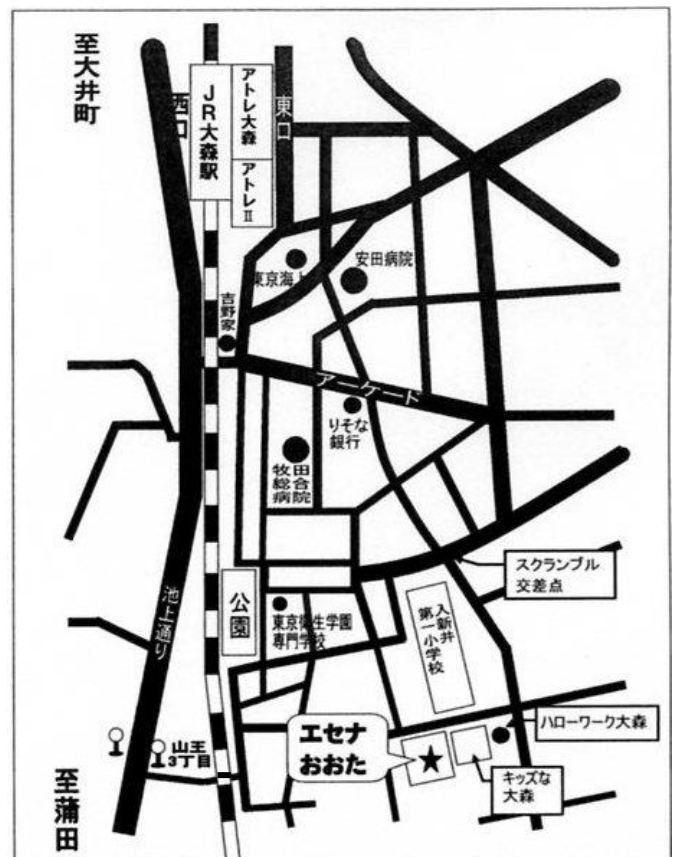 至大井町
西口
JR大森駅
アトレ大森
アトレⅡ
東口
東京海上
安田病院
吉野家
アーケード
りそな
銀行
牧田
総合
病院
スクランブル
交差点
公園
東京衛生学園
専門学校
入新井
第一小学校
池上通り
ハローワーク大森
エセナ
おおた
キッズな
大森
山王
3丁目
至蒲田